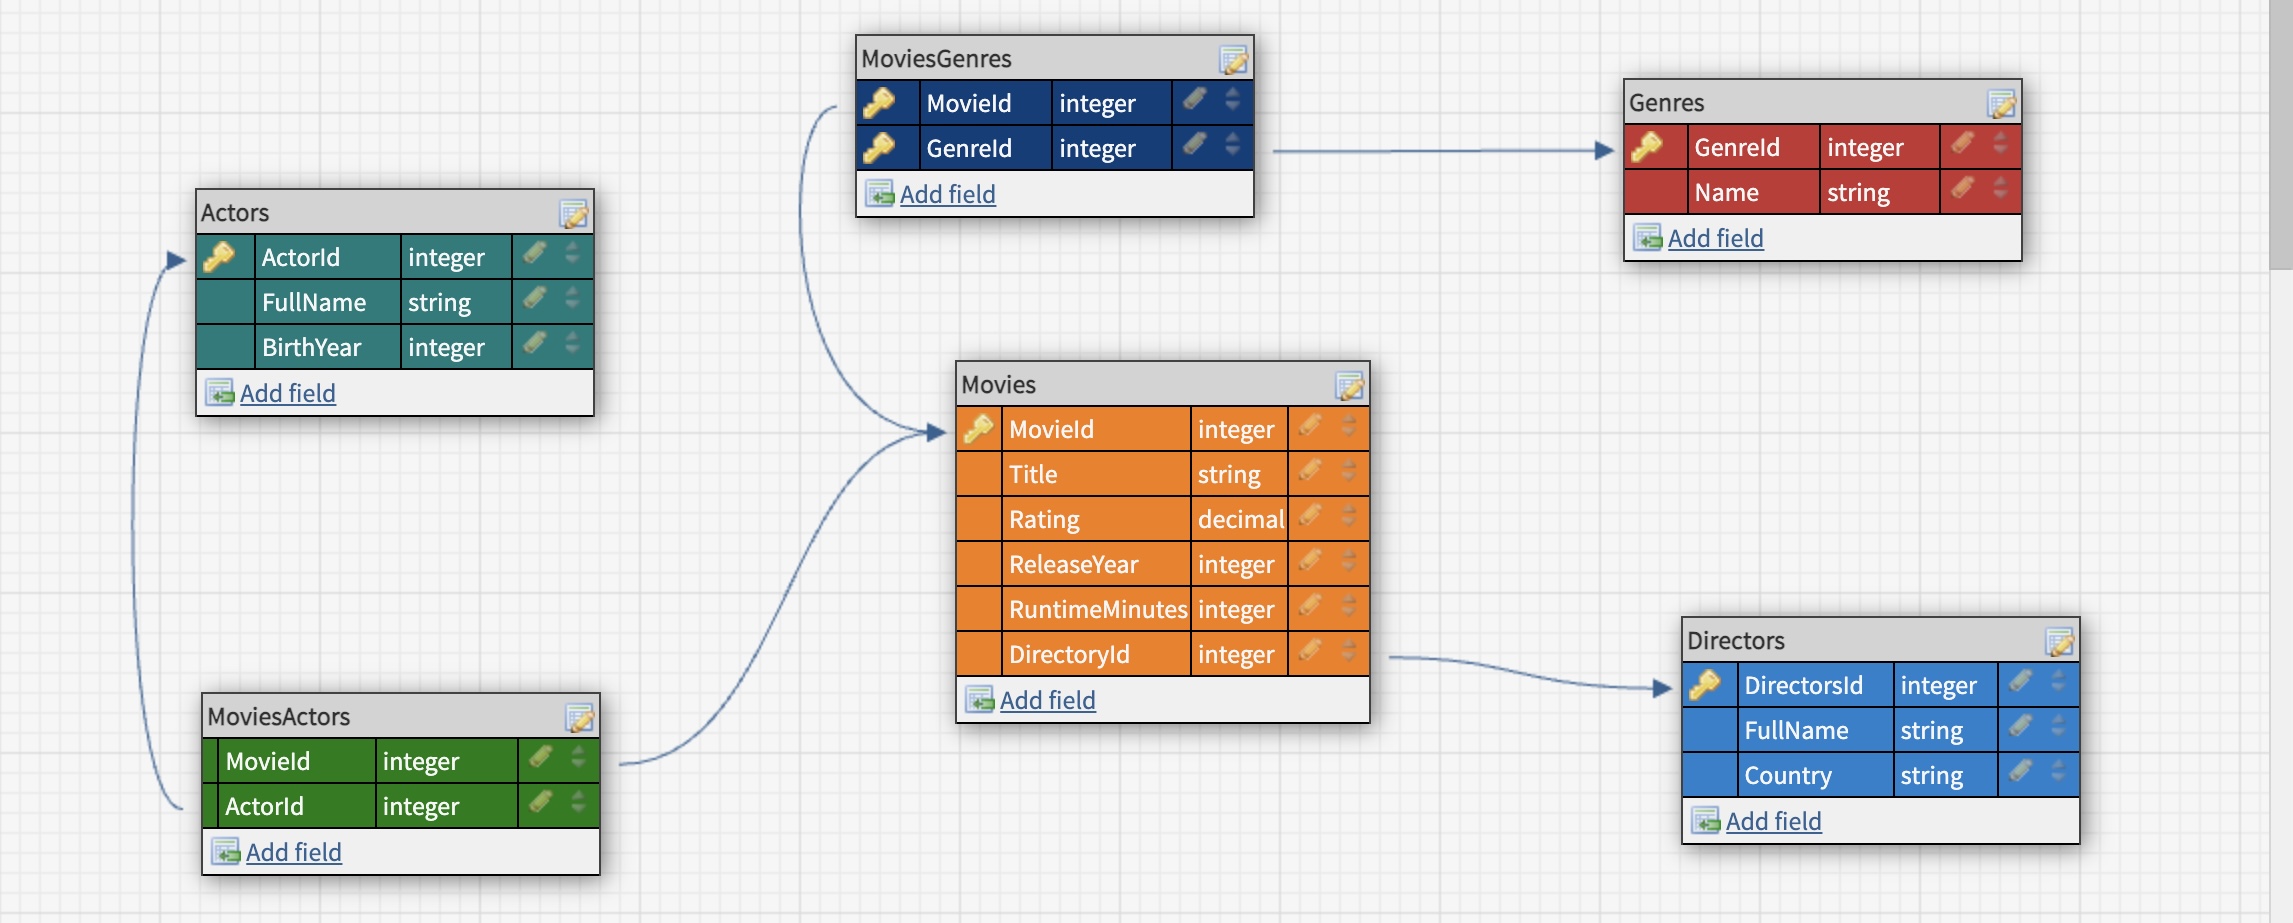 MoviesGenres
MovieId integer
GenreId integer
Add field
Genres
GenreId integer
Name string
Add field
Actors
ActorId integer
FullName string
BirthYear integer
Add field
Movies
MovieId integer
Title string
Rating decimal
ReleaseYear integer
RuntimeMinutes integer
DirectoryId integer
Add field
Directors
DirectorsId integer
FullName string
Country string
Add field
MoviesActors
MovieId integer
ActorId integer
Add field